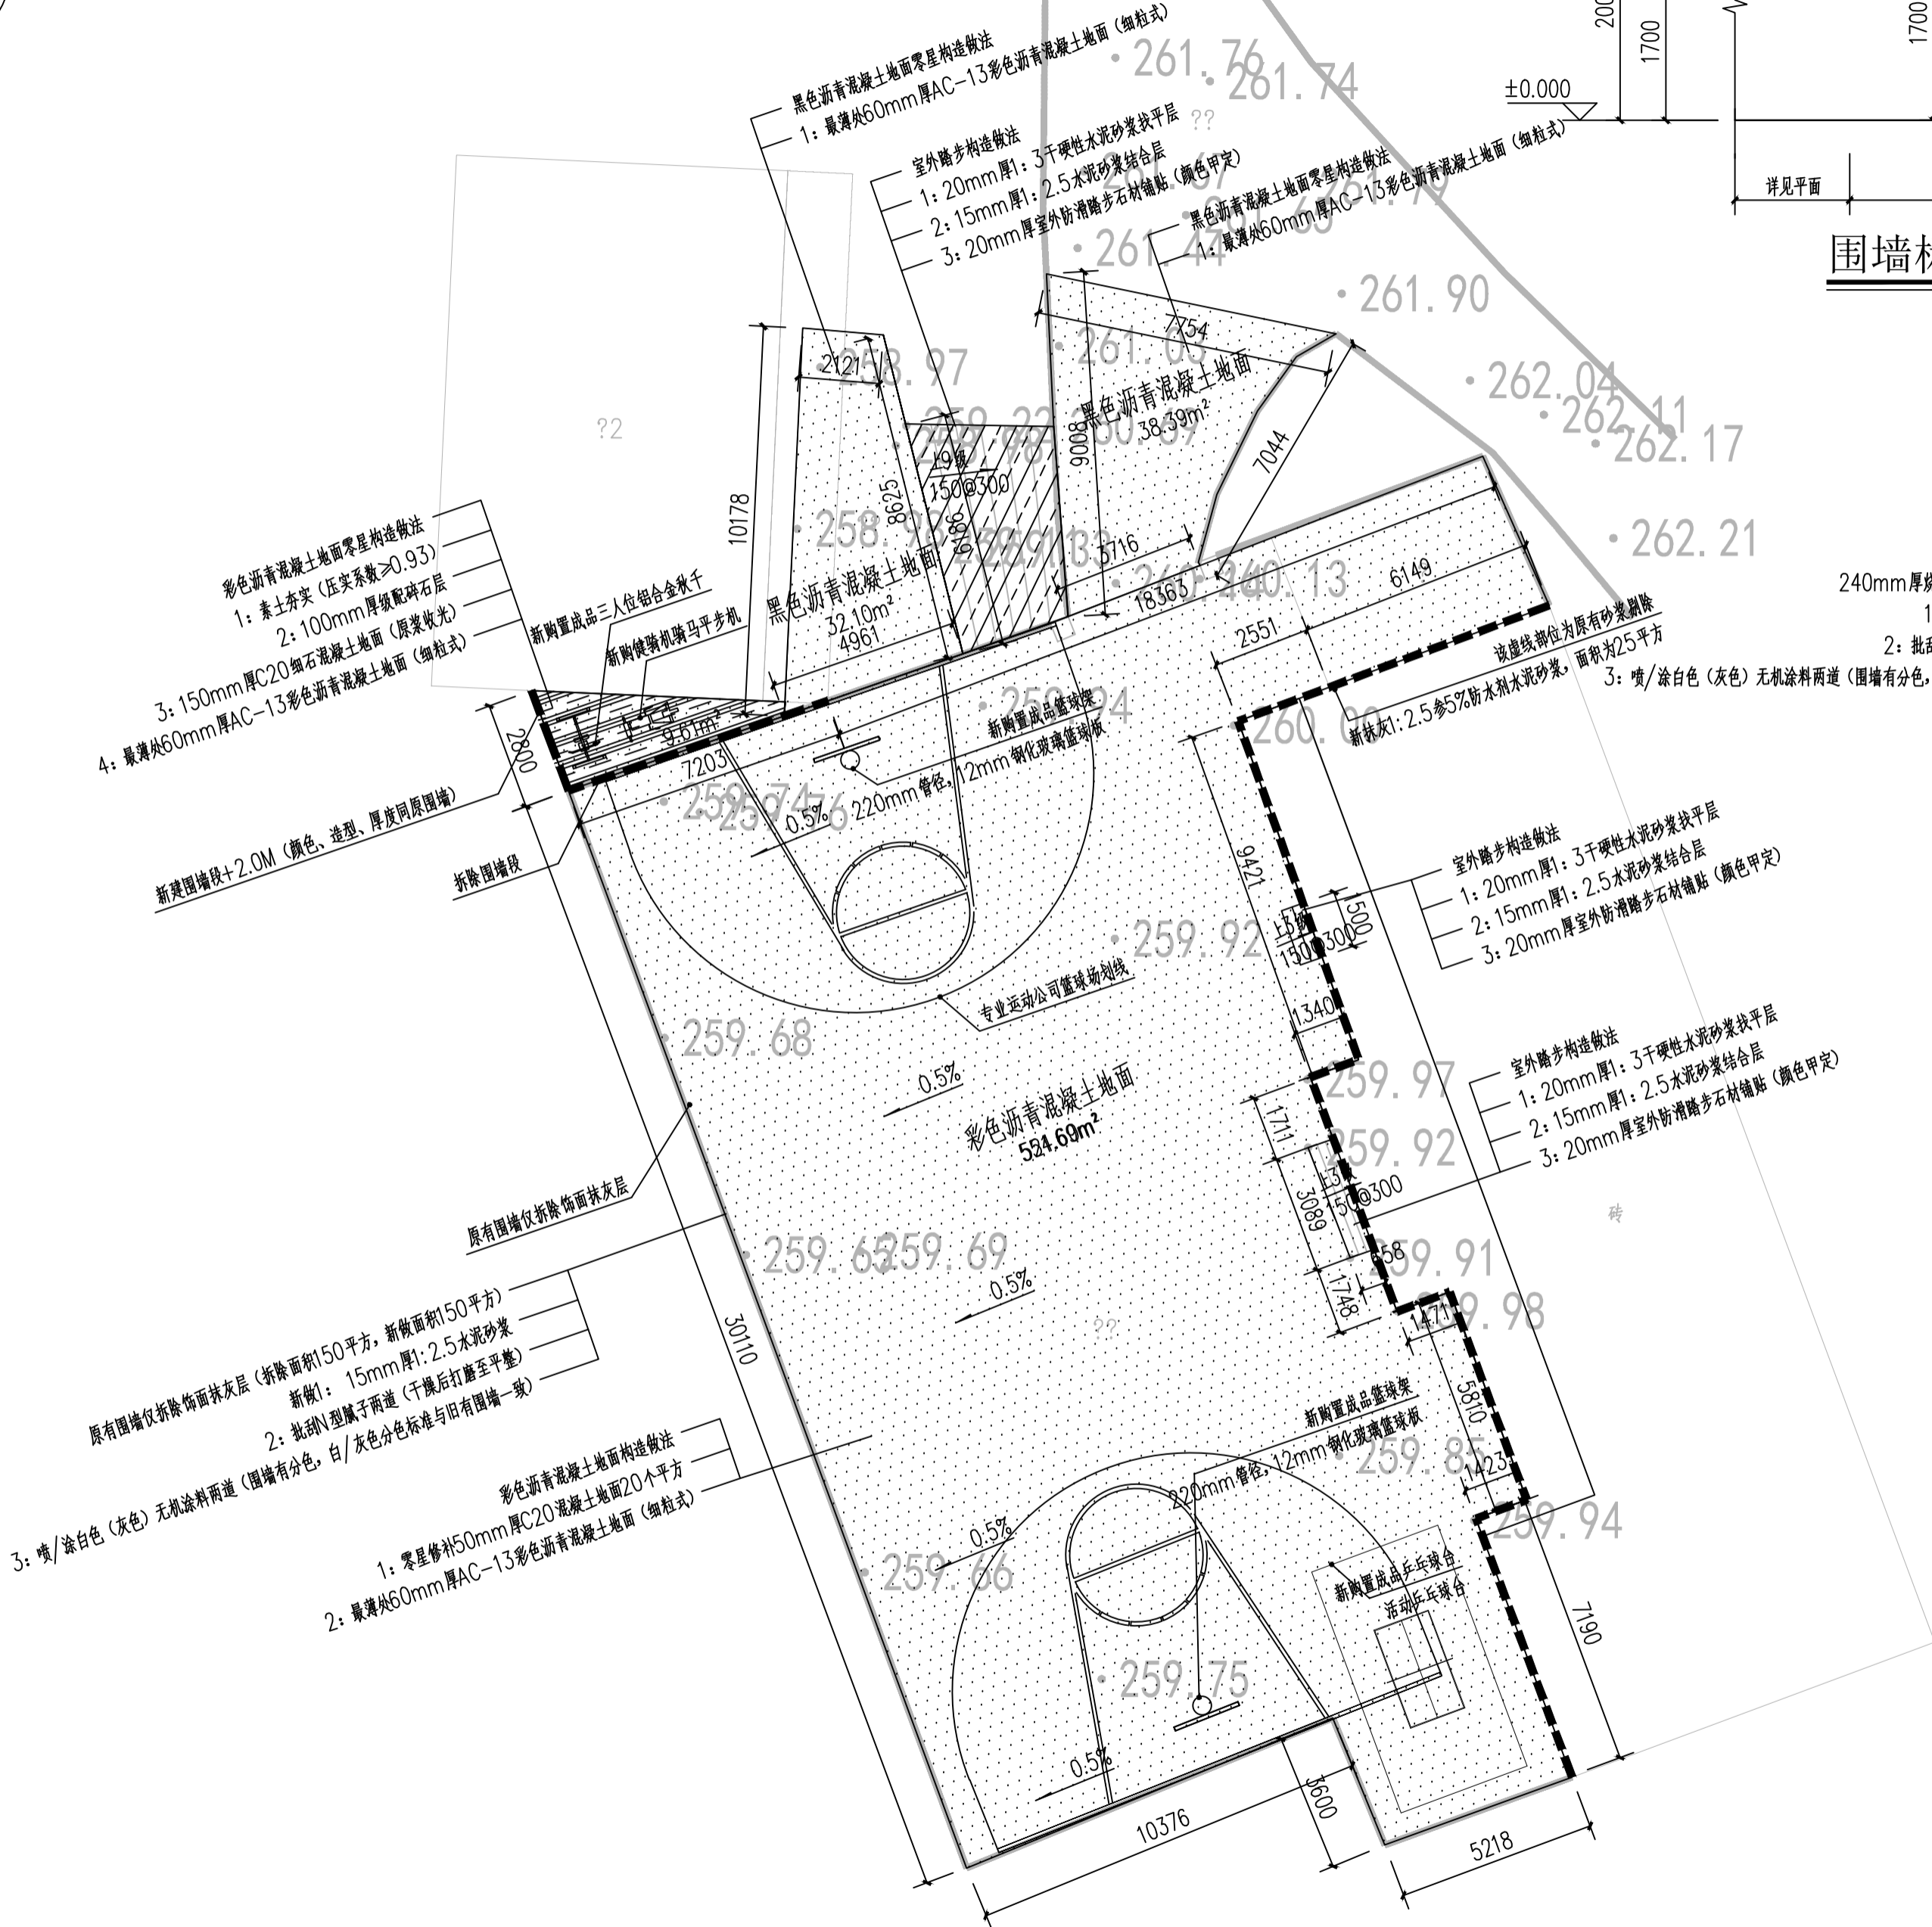 黑色沥青混凝土地面零星构造做法
1：最薄处60mm厚AC-13彩色沥青混凝土地面（细粒式）
室外踏步构造做法
1：20mm厚1：3干硬性水泥砂浆找平层
2：15mm厚1：2.5水泥砂浆结合层
3：20mm厚室外防滑踏步石材铺贴（颜色甲定）
黑色沥青混凝土地面零星构造做法
1：最薄处60mm厚AC-13彩色沥青混凝土地面（细粒式）
261.76
261.74
??
261.44
261.90
261.03
262.04
262.11
262.17
262.21
±0.000
1700
1700
详见平面
围墙
?2
2121
7754
黑色沥青混凝土地面
38.39m²
9008
7044
10178
8625
6786
上9级
150@300
3716
黑色沥青混凝土地面
32.10m²
4961
18363
6149
2551
彩色沥青混凝土地面零星构造做法
1：素土夯实（压实系数≥0.93）
2：100mm厚级配碎石层
3：150mm厚C20细石混凝土地面（原浆收光）
4：最薄处60mm厚AC-13彩色沥青混凝土地面（细粒式）
新购置成品三人位铝合金秋千
新购健骑机骑马平步机
9.61m²
2800
7203
新建围墙段+2.0M（颜色、造型、厚度同原围墙）
拆除围墙段
该虚线部位为原有砂浆剔除
新抹灰1：2.5参5%防水剂水泥砂浆，面积为25平方
240mm厚
1
2：批
3：喷/涂白色（灰色）无机涂料两道（围墙有分色，
新购置成品篮球架
220mm管径，12mm钢化玻璃篮球板
260.00
0.5%
9421
室外踏步构造做法
1：20mm厚1：3干硬性水泥砂浆找平层
2：15mm厚1：2.5水泥砂浆结合层
3：20mm厚室外防滑踏步石材铺贴（颜色甲定）
1500
上3级
150@300
259.92
专业运动公司篮球场划线
1340
259.68
0.5%
彩色沥青混凝土地面
259.97
1711
259.92
室外踏步构造做法
1：20mm厚1：3干硬性水泥砂浆找平层
2：15mm厚1：2.5水泥砂浆结合层
3：20mm厚室外防滑踏步石材铺贴（颜色甲定）
150@300
3089
砖
原有围墙仅拆除饰面抹灰层
259.69
259.91
0.5%
1748
259.98
1471
??
30110
原有围墙仅拆除饰面抹灰层（拆除面积150平方，新做面积150平方）
新做1： 15mm厚1：2.5水泥砂浆
2：批刮N型腻子两道（干燥后打磨至平整）
3：喷/涂白色（灰色）无机涂料两道（围墙有分色，白/灰色分色标准与旧有围墙一致）
彩色沥青混凝土地面构造做法
1：零星修补50mm厚C20混凝土地面20个平方
2：最薄处60mm厚AC-13彩色沥青混凝土地面（细粒式）
新购置成品篮球架
220mm管径，12mm钢化玻璃篮球板
5810
259.85
1423
259.94
0.5%
259.66
新购置成品乒乓球台
活动乒乓球台
7190
259.75
0.5%
3600
10376
5218